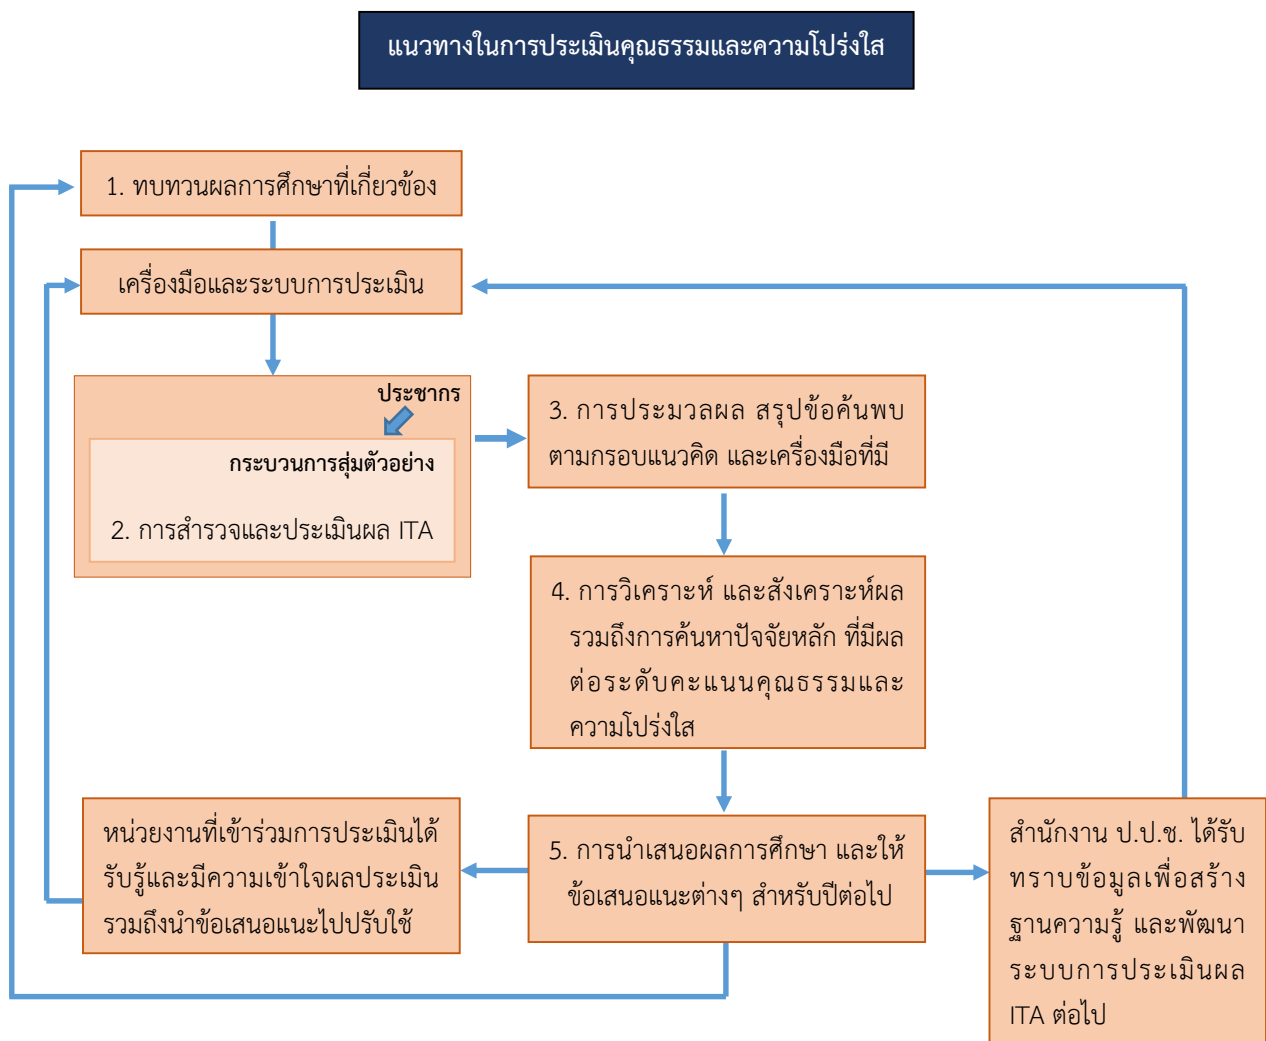 แนวทางในการประเมินคุณธรรมและความโปร่งใส
1. ทบทวนผลการศึกษาที่เกี่ยวข้อง
เครื่องมือและระบบการประเมิน
ประชากร
กระบวนการสุ่มตัวอย่าง
2. การสำรวจและประเมินผล ITA
3. การประมวลผล สรุปข้อค้นพบ
ตามกรอบแนวคิด และเครื่องมือที่มี
4. การวิเคราะห์ และสังเคราะห์ผล
รวมถึงการค้นหาปัจจัยหลัก ที่มีผล
ต่อระดับคะแนนคุณธรรมและ
ความโปร่งใส
หน่วยงานที่เข้าร่วมการประเมินได้
รับรู้และมีความเข้าใจผลประเมิน
รวมถึงนำข้อเสนอแนะไปปรับใช้
5. การนำเสนอผลการศึกษา และให้
ข้อเสนอแนะต่างๆ สำหรับปีต่อไป
สำนักงาน ป.ป.ช. ได้รับ
ทราบข้อมูลเพื่อสร้าง
ฐานความรู้ และพัฒนา
ระบบการประเมินผล
ITA ต่อไป